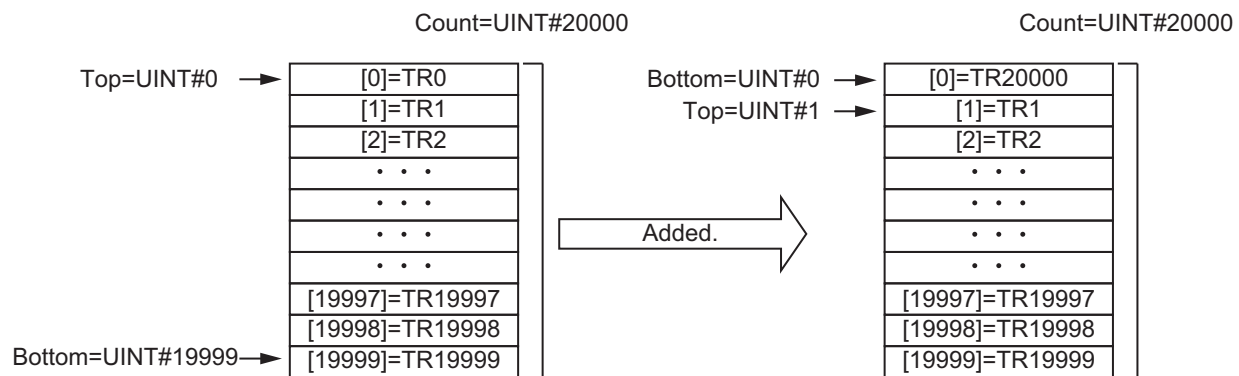 Count=UINT#20000
Top=UINT#0
[0]=TR0
[1]=TR1
[2]=TR2
・・・
・・・
・・・
・・・
[19997]=TR19997
[19998]=TR19998
Bottom=UINT#19999
[19999]=TR19999
Added.
Count=UINT#20000
Bottom=UINT#0
[0]=TR20000
Top=UINT#1
[1]=TR1
[2]=TR2
・・・
・・・
・・・
・・・
[19997]=TR19997
[19998]=TR19998
[19999]=TR19999